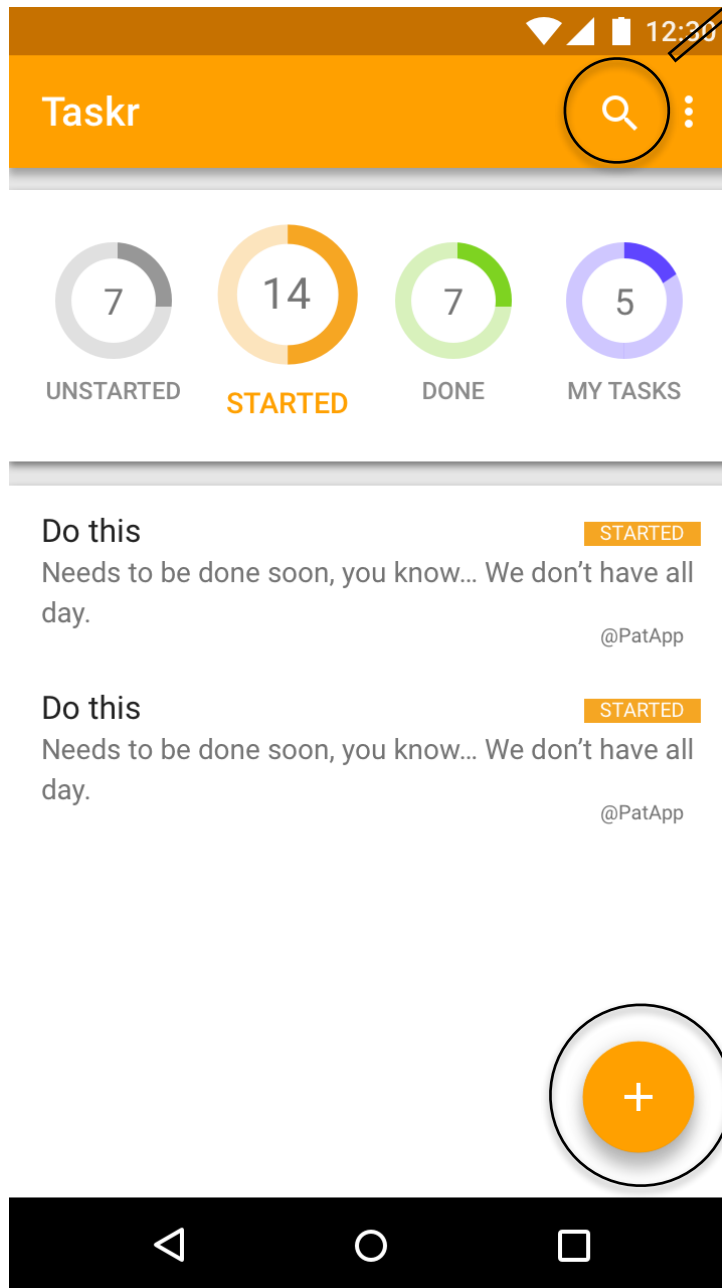 12:30
Taskr
7
14
7
5
UNSTARTED
STARTED
DONE
MY TASKS
Do this
STARTED
Needs to be done soon, you know... We don’t have all
day.
@PatApp
Do this
STARTED
Needs to be done soon, you know... We don’t have all
day.
@PatApp